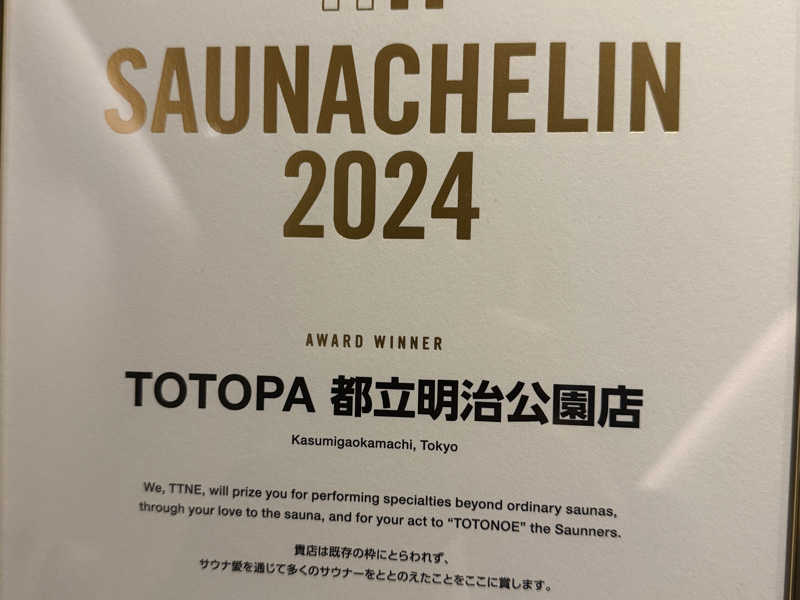 SAUNACHELIN
2024
AWARD WINNER
TOTOPA 都立明治公園店
Kasumigaokamachi, Tokyo
We, TTNE, will prize you for performing specialties beyond ordinary saunas,
through your love to the sauna, and for your act to “TOTONOE” the Saunners.
貴店は既存の枠にとらわれず、
サウナ愛を通じて多くのサウナーをととのえたことをここに賞します。